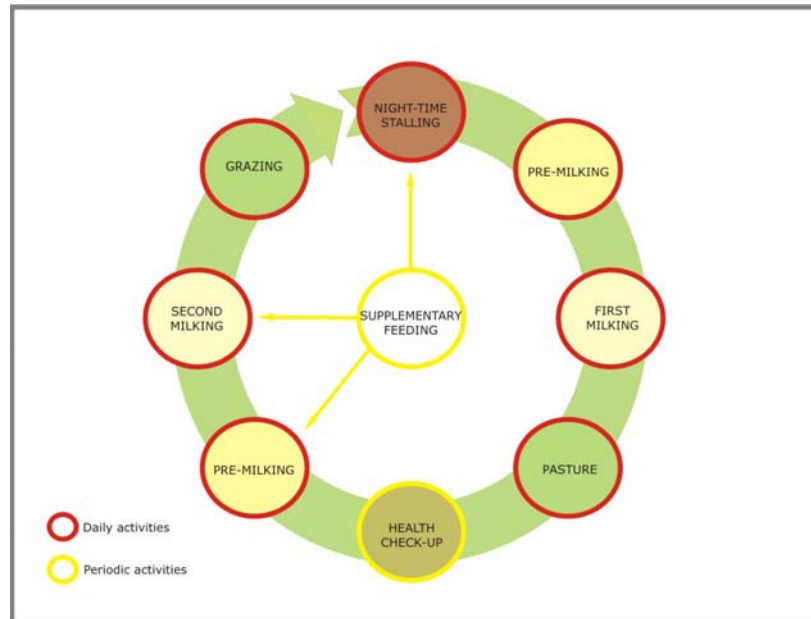 NIGHT-TIME
STALLING
PRE-MILKING
FIRST
MILKING
PASTURE
HEALTH
CHECK-UP
PRE-MILKING
SECOND
MILKING
GRAZING
SUPPLEMENTARY
FEEDING
Daily activities
Periodic activities